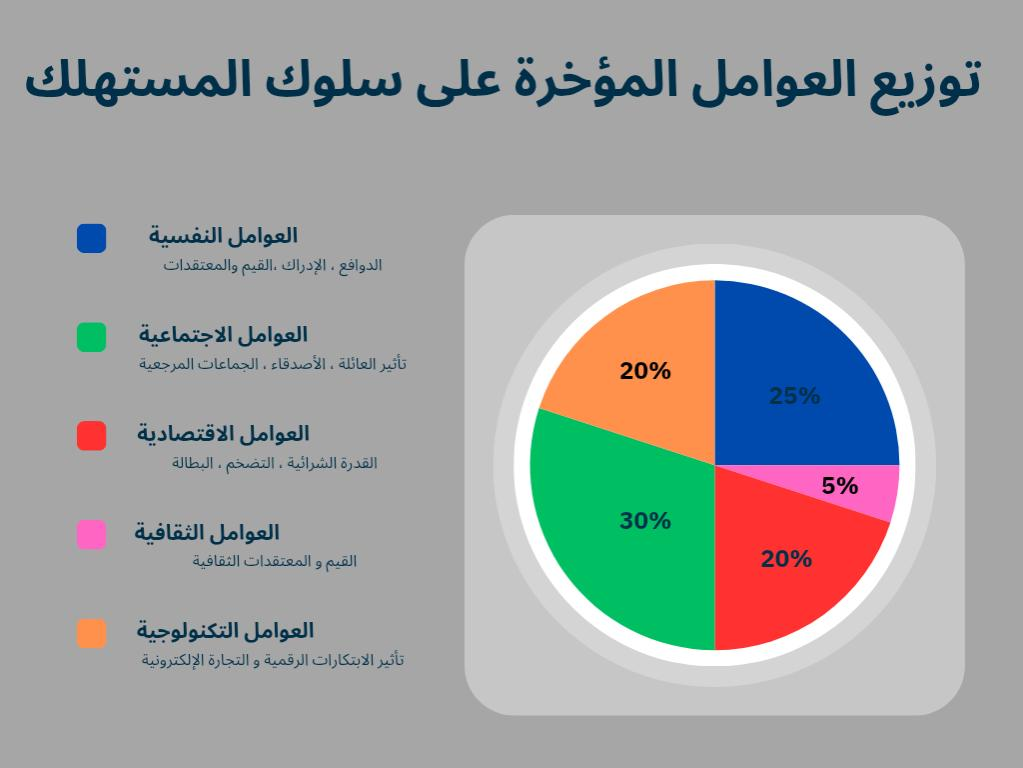 توزيع العوامل المؤخرة على سلوك المستهلك
العوامل النفسية
الدوافع ، الإدراك ،القيم والمعتقدات
العوامل الاجتماعية
تأثير العائلة ، الأصدقاء ، الجماعات المرجعية
العوامل الاقتصادية
القدرة الشرائية ، التضخم ، البطالة
العوامل الثقافية
القيم و المعتقدات الثقافية
العوامل التكنولوجية
تأثير الابتكارات الرقمية و التجارة الإلكترونية
20%
25%
5%
30%
20%